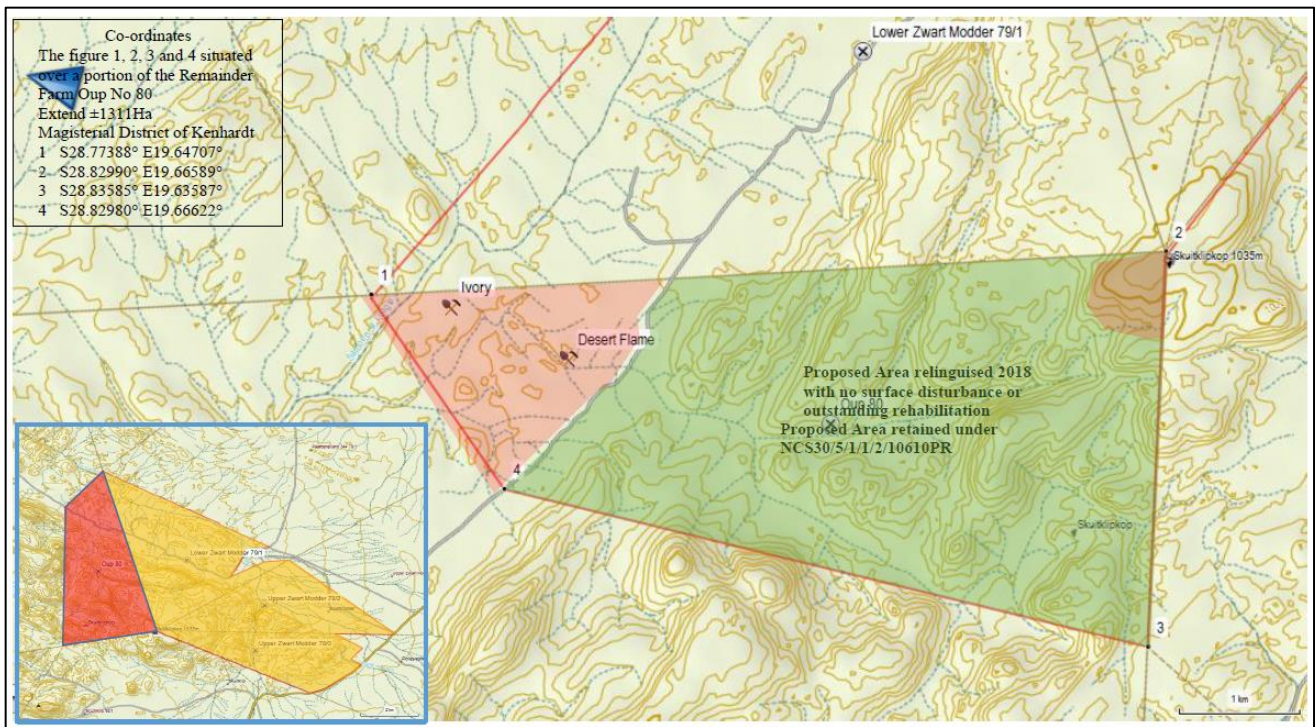 Co-ordinates
The figure 1, 2, 3 and 4 situated
over a portion of the Remainder
Farm Oup No 80
Extend ±1311Ha
Magisterial District of Kenhardt
1 S28.77388° E19.64707°
2 S28.82990° E19.66589°
3 S28.83585° E19.63587°
4 S28.82980° E19.66622°
Lower Zwart Modder 79/1
2
Skuitklipkop 1035m
1
Ivory
Desert Flame
Proposed Area relinguised 2018
with no surface disturbance or
outstanding rehabilitation
Oup 80
Proposed Area retained under
NCS30/5/1/1/2/10610PR
4
Skuitklipkop
3
1 km
Lower Zwart Modder 79/1
Oup 80
Upper Zwart Modder 79/2
Upper Zwart Modder 79/3